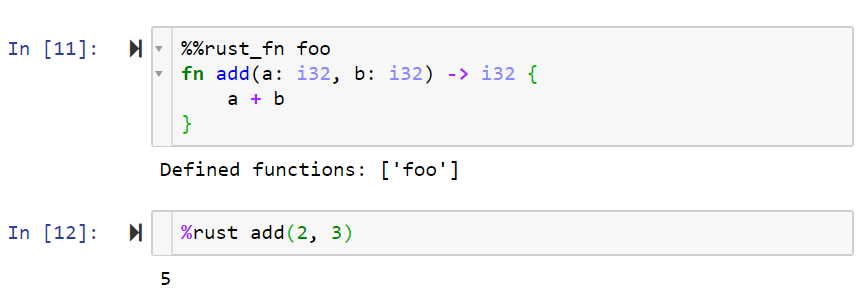 In [11]:
%%rust_fn foo
fn add(a: i32, b: i32) -> i32 {
    a + b
}
Defined functions: ['foo']
In [12]:
%rust add(2, 3)
5